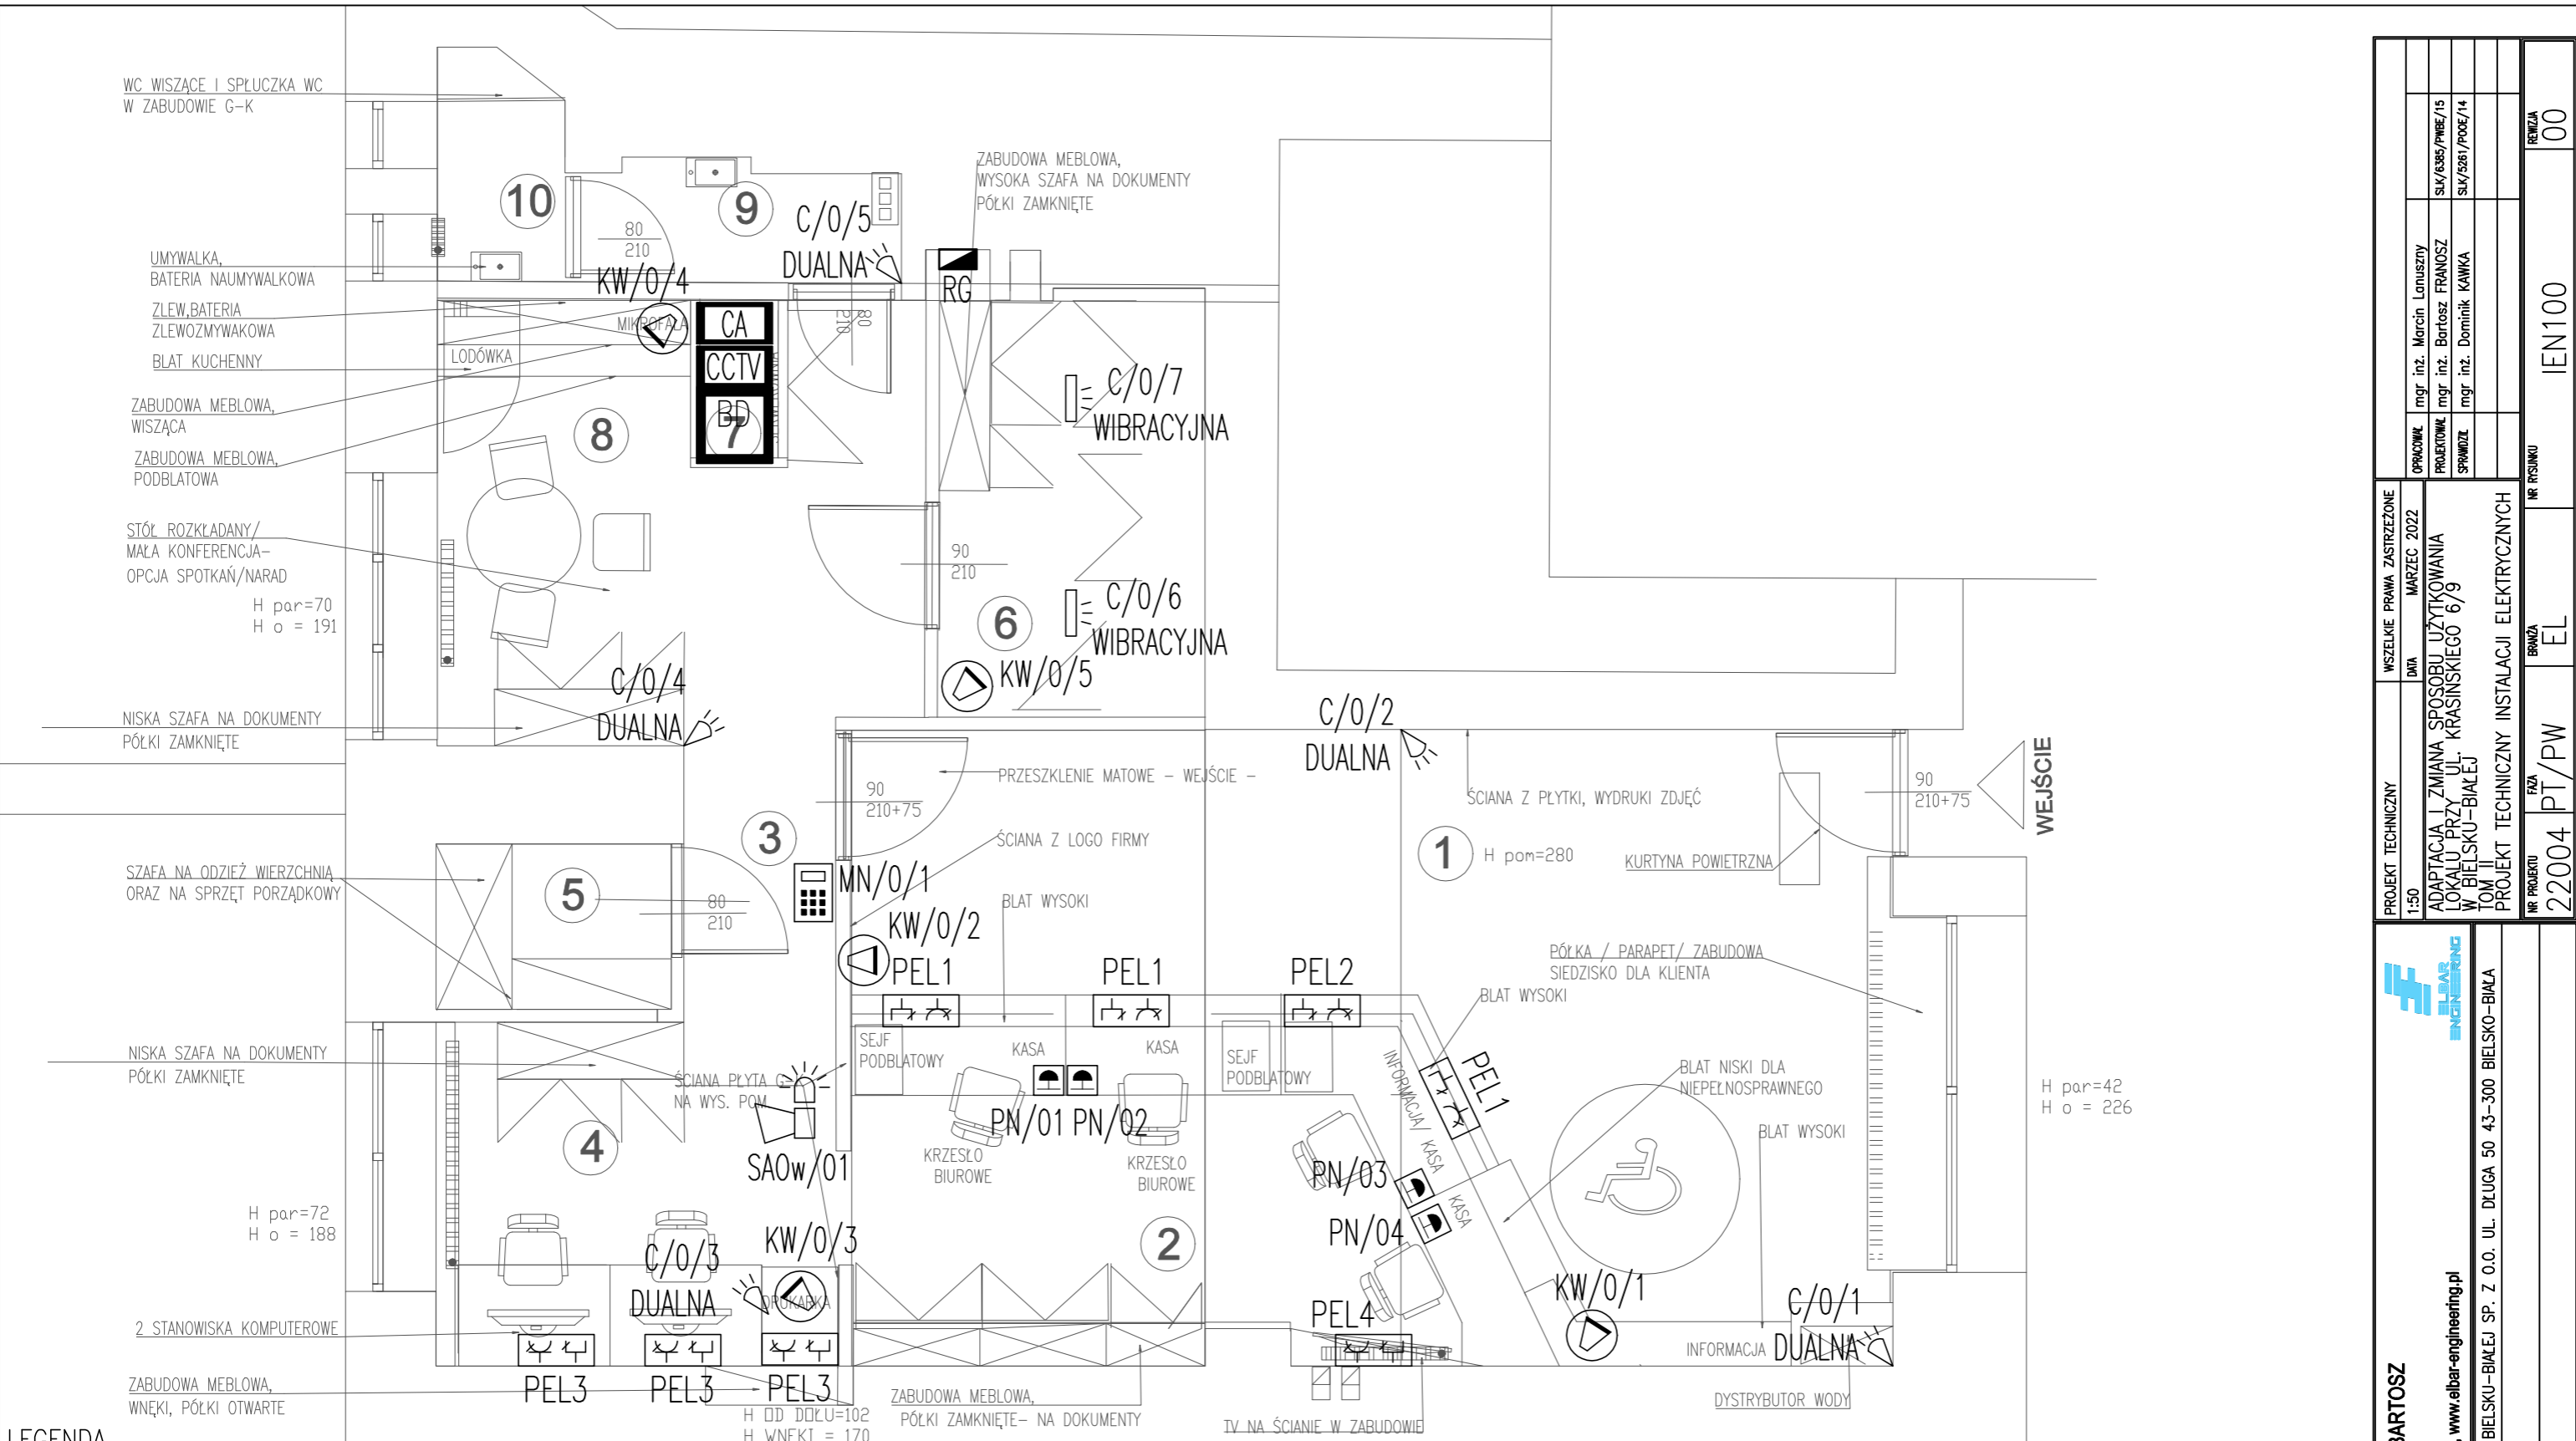 WC WISZĄCE I SPŁUCZKA WC
W ZABUDOWIE G-K
UMYWALKA,
BATERIA NAUMYWALKOWA
ZLEW,BATERIA
ZLEWOZMYWAKOWA
BLAT KUCHENNY
ZABUDOWA MEBLOWA,
WISZĄCA
ZABUDOWA MEBLOWA,
PODBLATOWA
STÓŁ ROZKŁADANY/
MAŁA KONFERENCJA-
OPCJA SPOTKAŃ/NARAD
H par=70
H o = 191
NISKA SZAFA NA DOKUMENTY
PÓŁKI ZAMKNIĘTE
SZAFA NA ODZIEŻ WIERZCHNIĄ
ORAZ NA SPRZĘT PORZĄDKOWY
NISKA SZAFA NA DOKUMENTY
PÓŁKI ZAMKNIĘTE
H par=72
H o = 188
2 STANOWISKA KOMPUTEROWE
ZABUDOWA MEBLOWA,
WNĘKI, PÓŁKI OTWARTE
LEGENDA
10
80
210
9
C/0/5
DUALNA
KW/0/4
MIKROFALA
LODÓWKA
CA
CCTV
BD
7
80
210
8
RG
ZABUDOWA MEBLOWA,
WYSOKA SZAFA NA DOKUMENTY
PÓŁKI ZAMKNIĘTE
C/0/7
WIBRACYJNA
90
210
6
C/0/6
WIBRACYJNA
KW/0/5
C/0/4
DUALNA
C/0/2
DUALNA
3
90
210+75
PRZESZKLENIE MATOWE - WEJŚCIE -
ŚCIANA Z LOGO FIRMY
ŚCIANA Z PŁYTKI, WYDRUKI ZDJĘĆ
90
210+75
WEJŚCIE
1
H pom=280
KURTYNA POWIETRZNA
5
80
210
MN/0/1
KW/0/2
BLAT WYSOKI
PEL1
PEL1
PEL2
PÓŁKA / PARAPET/ ZABUDOWA
SIEDZISKO DLA KLIENTA
BLAT WYSOKI
SEJF
PODBLATOWY
KASA
KASA
SEJF
PODBLATOWY
INFORMACJA/ KASA
PEL1
BLAT NISKI DLA
NIEPEŁNOSPRAWNEGO
BLAT WYSOKI
H par=42
H o = 226
ŚCIANA PŁYTA G-K
NA WYS. POM.
SAOw/01
4
PN/01
PN/02
KRZESŁO
BIUROWE
KRZESŁO
BIUROWE
PN/03
PN/04
KASA
2
C/0/3
DUALNA
KW/0/3
DRUKARKA
PEL3
PEL3
PEL3
H OD DOŁU=102
H WNĘKI = 170
ZABUDOWA MEBLOWA,
PÓŁKI ZAMKNIĘTE- NA DOKUMENTY
PEL4
TV NA ŚCIANIE W ZABUDOWIE
KW/0/1
INFORMACJA
C/0/1
DUALNA
DYSTRYBUTOR WODY
PROJEKT TECHNICZNY
WSZELKIE PRAWA ZASTRZEŻONE
1:50
DATA
MARZEC 2022
ADAPTACJA I ZMIANA SPOSOBU UŻYTKOWANIA
LOKALU PRZY UL. KRASIŃSKIEGO 6/9
W BIELSKU-BIAŁEJ
TOM II
PROJEKT TECHNICZNY INSTALACJI ELEKTRYCZNYCH
OPRACOWAŁ
mgr inż. Marcin Lanuszny
PROJEKTOWAŁ
mgr inż. Bartosz FRANOSZ
SLK/6385/PWBE/15
SPRAWDZIŁ
mgr inż. Dominik KAWKA
SLK/5261/POOE/14
NR PROJEKTU
22004
FAZA
PT/PW
BRANŻA
EL
NR RYSUNKU
IEN100
REWIZJA
00
ELBAR
ENGINEERING
BARTOSZ
www.elbar-engineering.pl
BIELSKU-BIAŁEJ SP. Z O.O. UL. DŁUGA 50 43-300 BIELSKO-BIAŁA